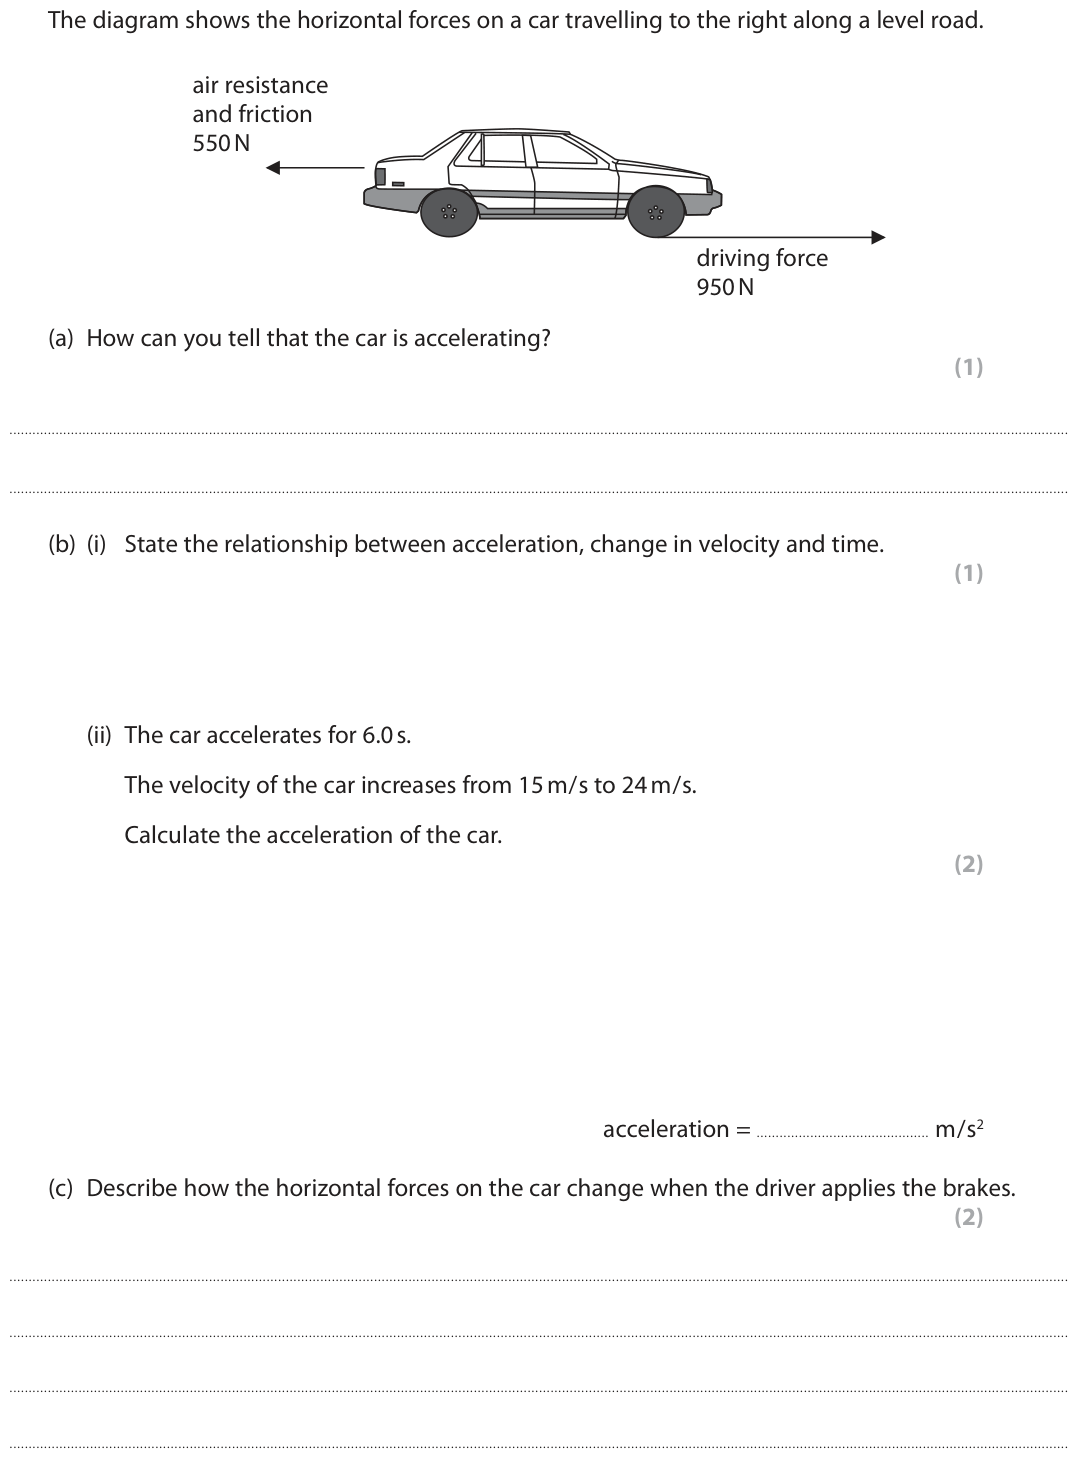 The diagram shows the horizontal forces on a car travelling to the right along a level road.
air resistance
and friction
550 N
driving force
950 N
(a) How can you tell that the car is accelerating?
(1)
(b) (i) State the relationship between acceleration, change in velocity and time.
(1)
(ii) The car accelerates for 6.0 s.
The velocity of the car increases from 15 m/s to 24 m/s.
Calculate the acceleration of the car.
(2)
acceleration = ............................................ m/s²
(c) Describe how the horizontal forces on the car change when the driver applies the brakes.
(2)